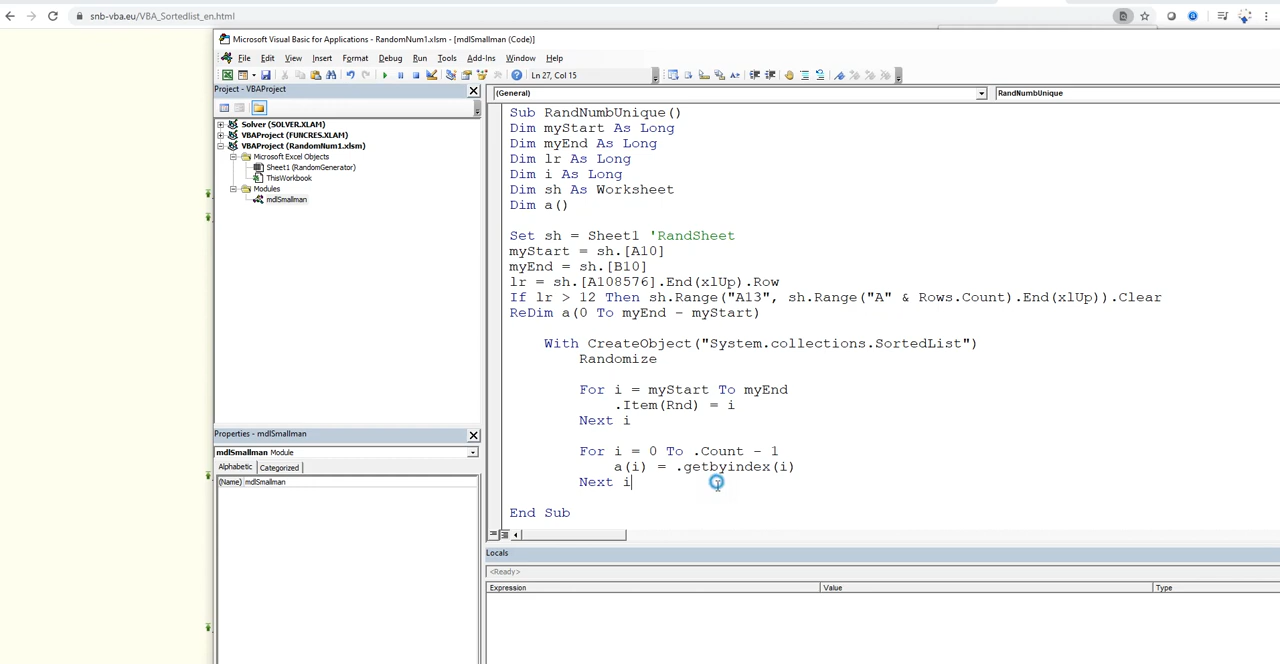 snb-vba.eu/VBA_Sortedlist_en.html
Microsoft Visual Basic for Applications - RandomNum1.xlsm - [mdlSmallman (Code)]
File Edit View Insert Format Debug Run Tools Add-Ins Window Help
Ln 27, Col 15
Project - VBAProject
(General) RandNumbUnique
Solver (SOLVER.XLAM)
VBAProject (FUNCRES.XLAM)
VBAProject (RandomNum1.xlsm)
Microsoft Excel Objects
Sheet1 (RandomGenerator)
ThisWorkbook
Modules
mdlSmallman
Sub RandNumbUnique()
Dim myStart As Long
Dim myEnd As Long
Dim lr As Long
Dim i As Long
Dim sh As Worksheet
Dim a()
Set sh = Sheet1 'RandSheet
myStart = sh.[A10]
myEnd = sh.[B10]
lr = sh.[A108576].End(xlUp).Row
If lr > 12 Then sh.Range("A13", sh.Range("A" & Rows.Count).End(xlUp)).Clear
ReDim a(0 To myEnd - myStart)
With CreateObject("System.collections.SortedList")
Randomize
For i = myStart To myEnd
.Item(Rnd) = i
Next i
For i = 0 To .Count - 1
a(i) = .getbyindex(i)
Next i
End Sub
Properties - mdlSmallman
mdlSmallman Module
Alphabetic Categorized
(Name) mdlSmallman
Locals
<Ready>
Expression Value Type